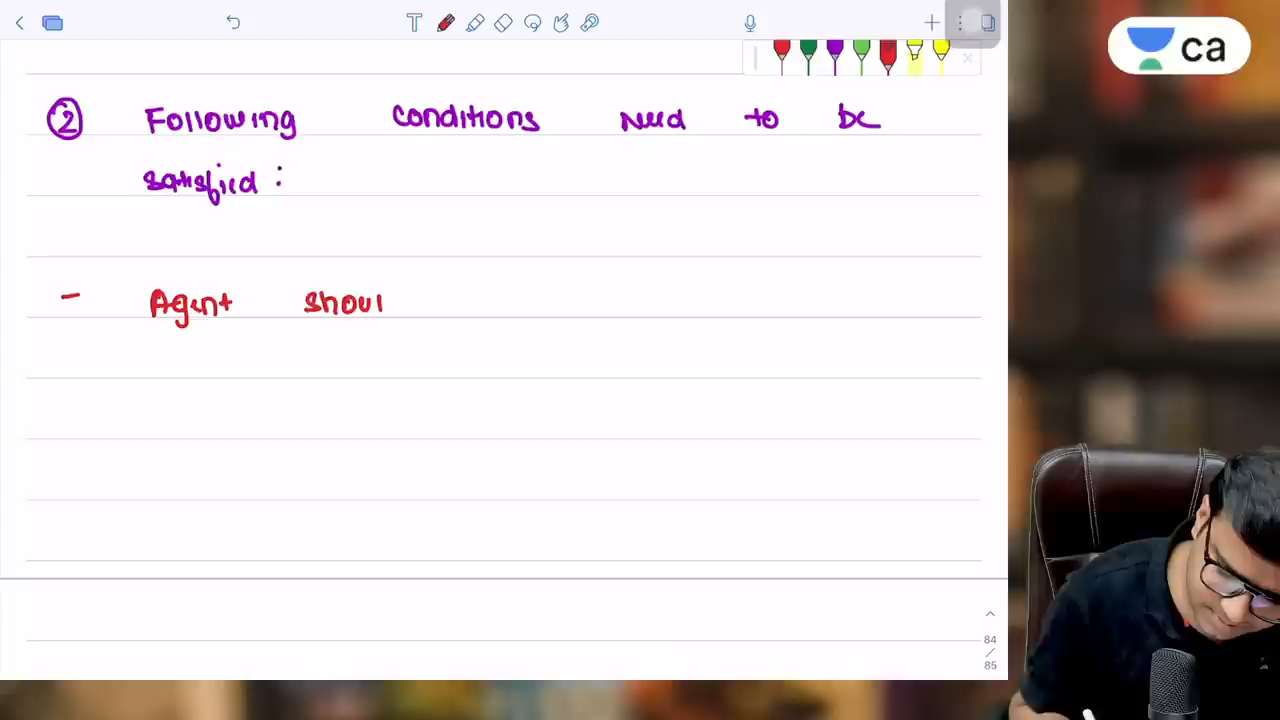 ca
② Following conditions need to be
satisfied :
- Agent shoul
84
/
85